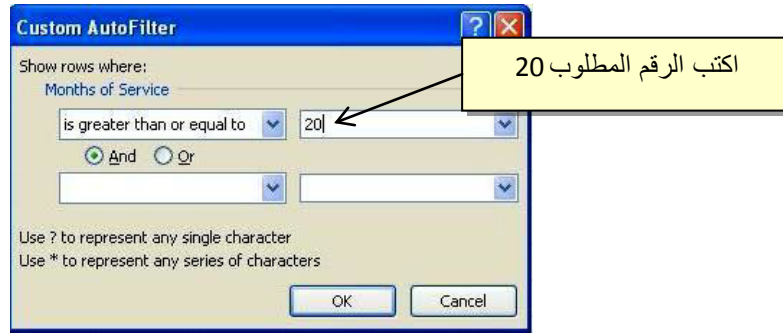 Custom AutoFilter
اكتب الرقم المطلوب 20
Show rows where:
Months of Service
is greater than or equal to 20
And Or
Use ? to represent any single character
Use * to represent any series of characters
OK Cancel